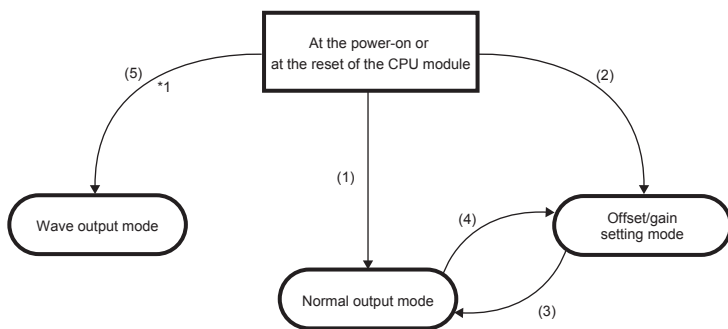 At the power-on or
at the reset of the CPU module
(5)
*1
(2)
(1)
(4)
Wave output mode
Offset/gain
setting mode
Normal output mode
(3)